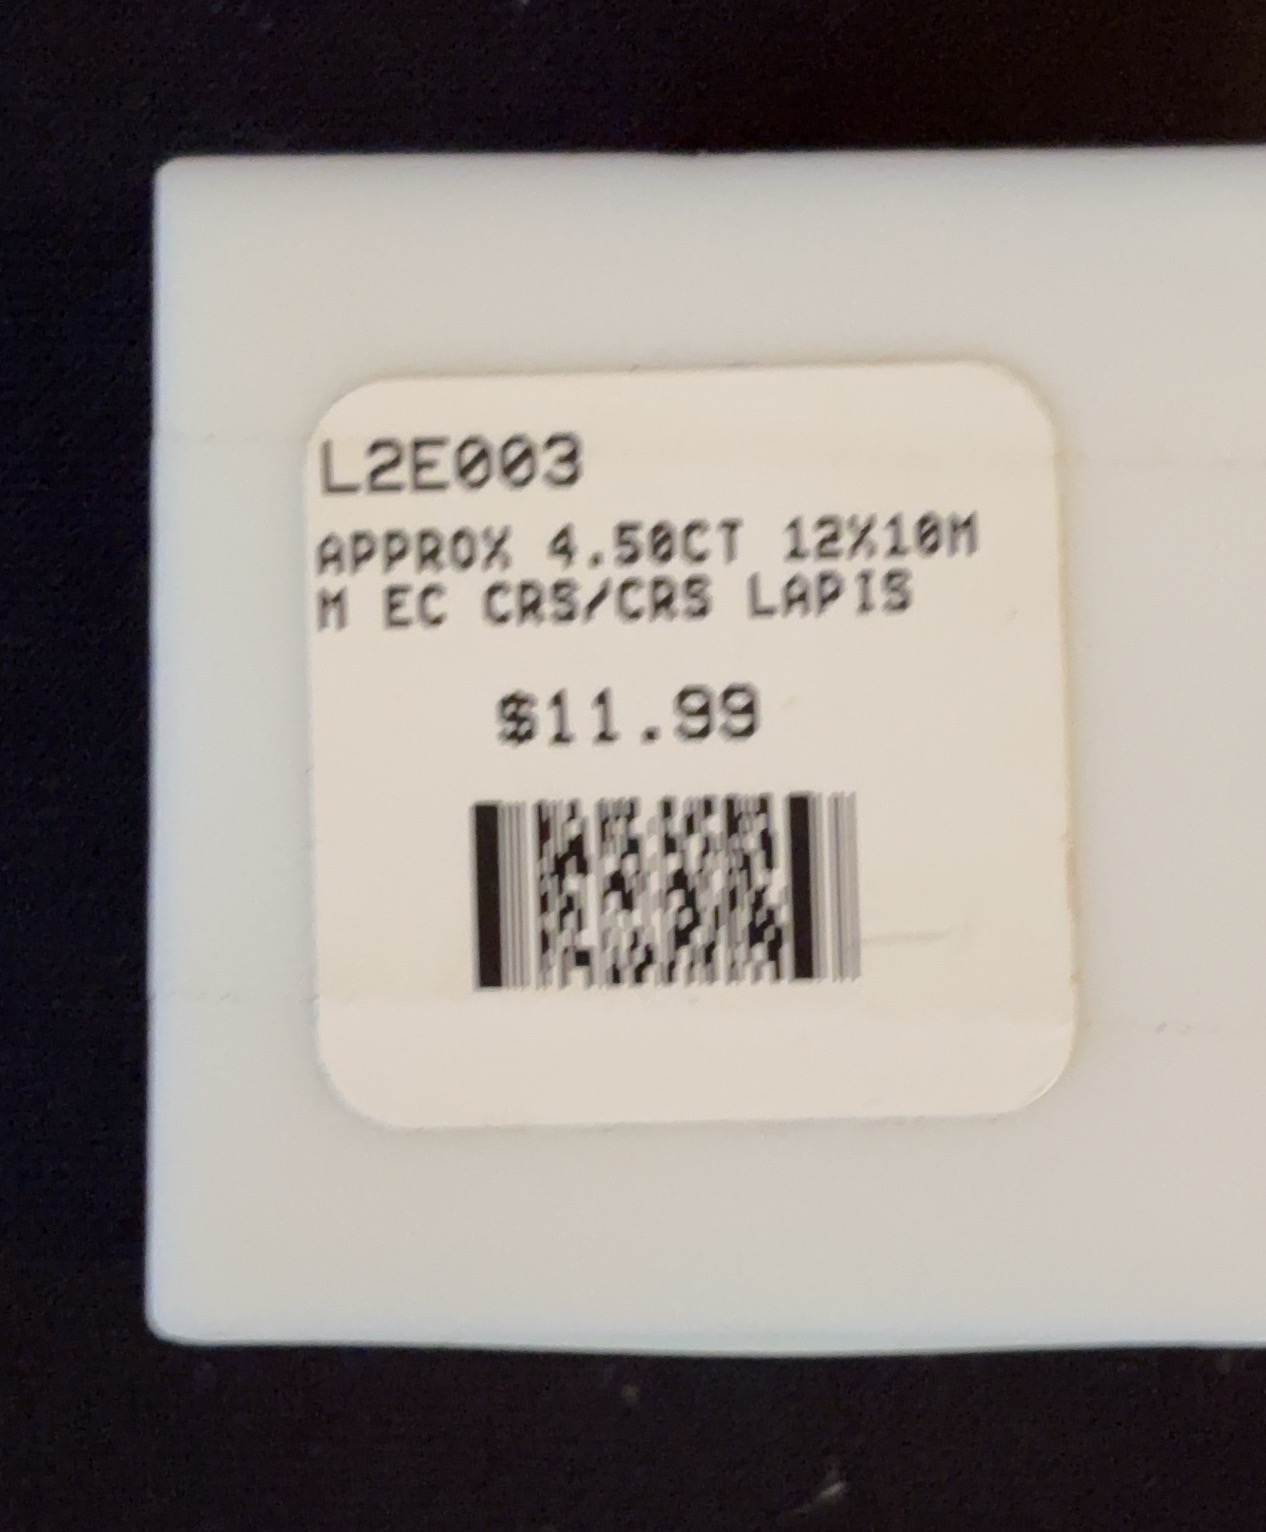 L2E003
APPROX 4.50CT 12X10M
M EC CRS/CRS LAPIS
$11.99